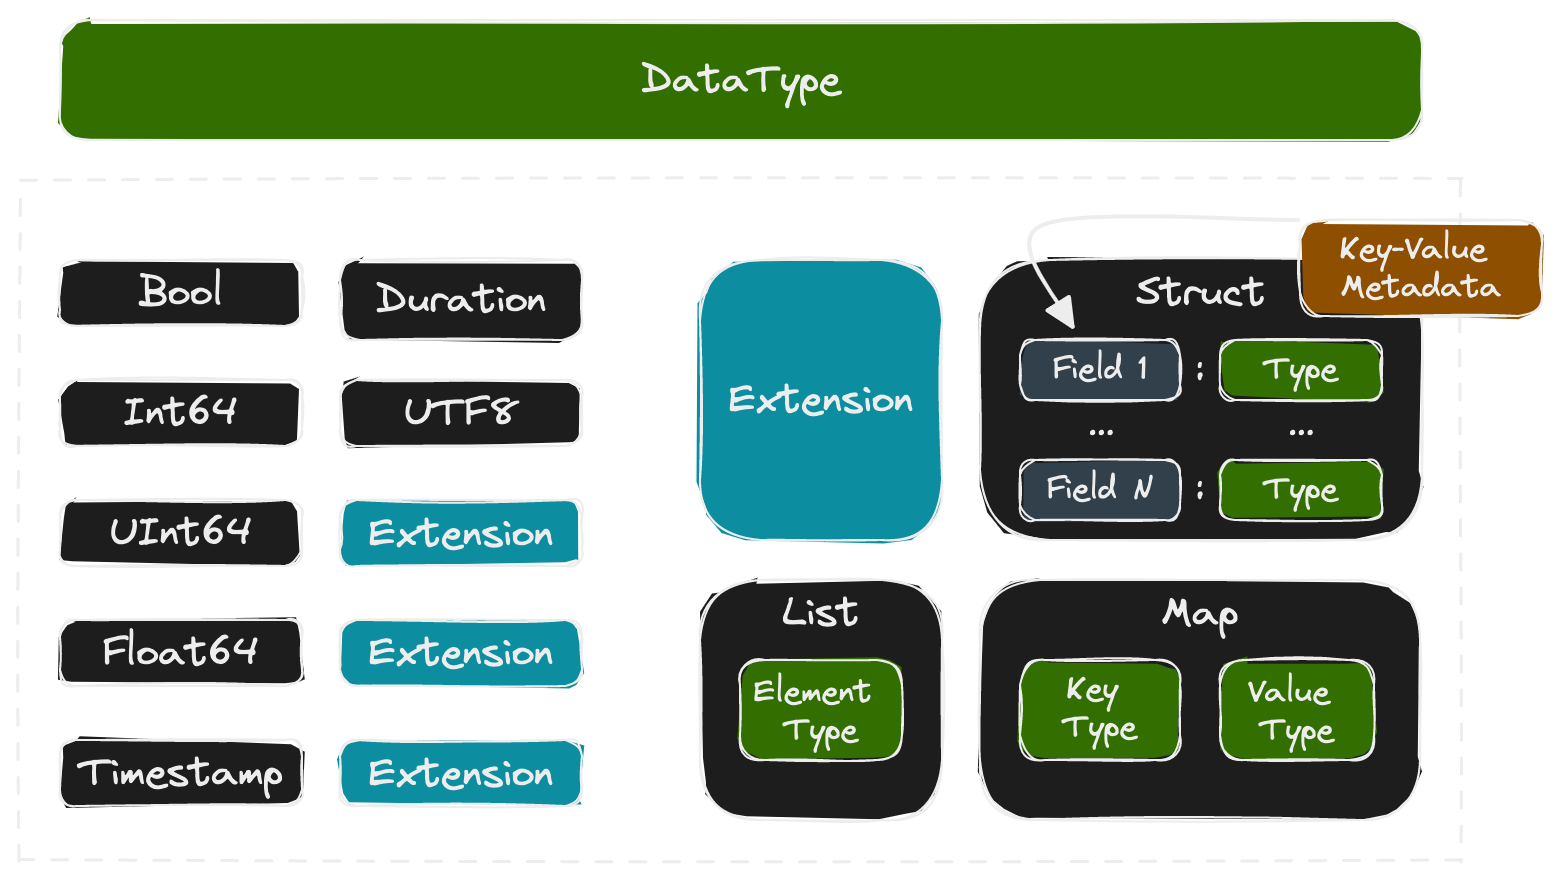 DataType
Bool
Duration
Int64
UTF8
UInt64
Extension
Float64
Extension
Timestamp
Extension
Extension
Key-Value
Metadata
Struct
Field 1 : Type
... ...
Field N : Type
List
Element
Type
Map
Key
Type
Value
Type